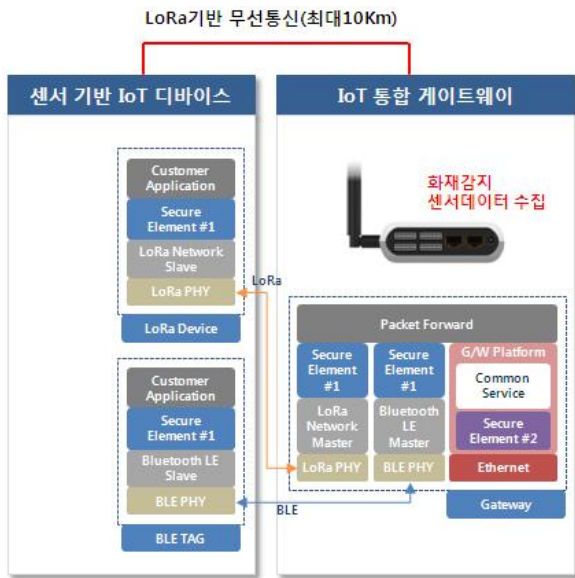 LoRa기반 무선통신(최대10Km)
센서 기반 IoT 디바이스
IoT 통합 게이트웨이
Customer
Application
Secure
Element #1
LoRa Network
Slave
LoRa PHY
LoRa Device
Customer
Application
Secure
Element #1
Bluetooth LE
Slave
BLE PHY
BLE TAG
LoRa
BLE
화재감지
센서데이터 수집
Packet Forward
Secure
Element
#1
LoRa
Network
Master
LoRa PHY
Secure
Element
#1
Bluetooth
LE
Master
BLE PHY
G/W Platform
Common
Service
Secure
Element #2
Ethernet
Gateway